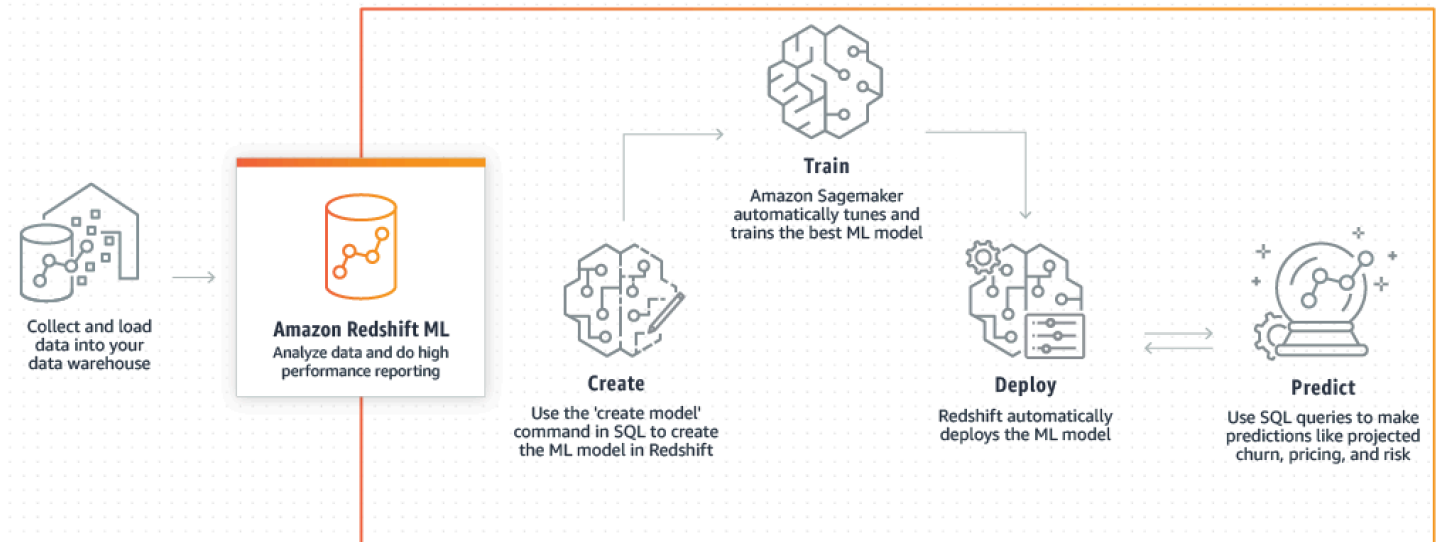 Collect and load
data into your
data warehouse
Amazon Redshift ML
Analyze data and do high
performance reporting
Create
Use the 'create model'
command in SQL to create
the ML model in Redshift
Train
Amazon Sagemaker
automatically tunes and
trains the best ML model
Deploy
Redshift automatically
deploys the ML model
Predict
Use SQL queries to make
predictions like projected
churn, pricing, and risk